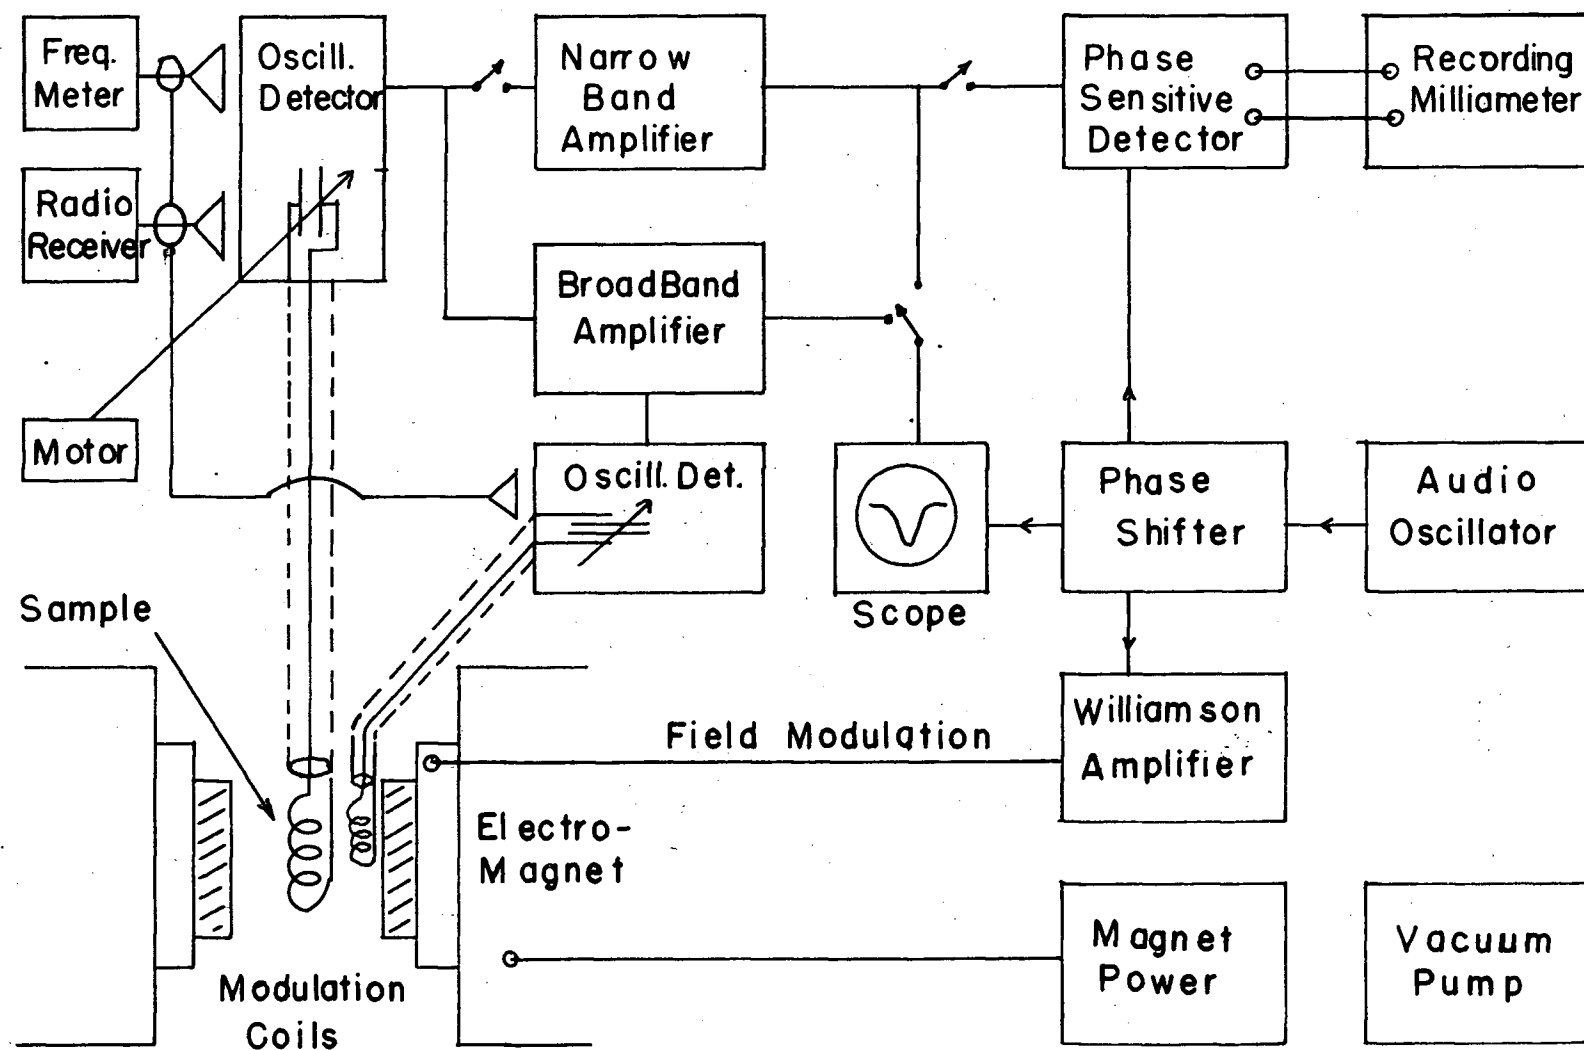 Freq.
Meter
Oscill.
Detector
Narrow
Band
Amplifier
Phase
Sensitive
Detector
Recording
Milliameter
Radio
Receiver
BroadBand
Amplifier
Motor
Oscill. Det.
Scope
Phase
Shifter
Audio
Oscillator
Sample
Field Modulation
Williamson
Amplifier
Electro-
Magnet
Modulation
Coils
Magnet
Power
Vacuum
Pump